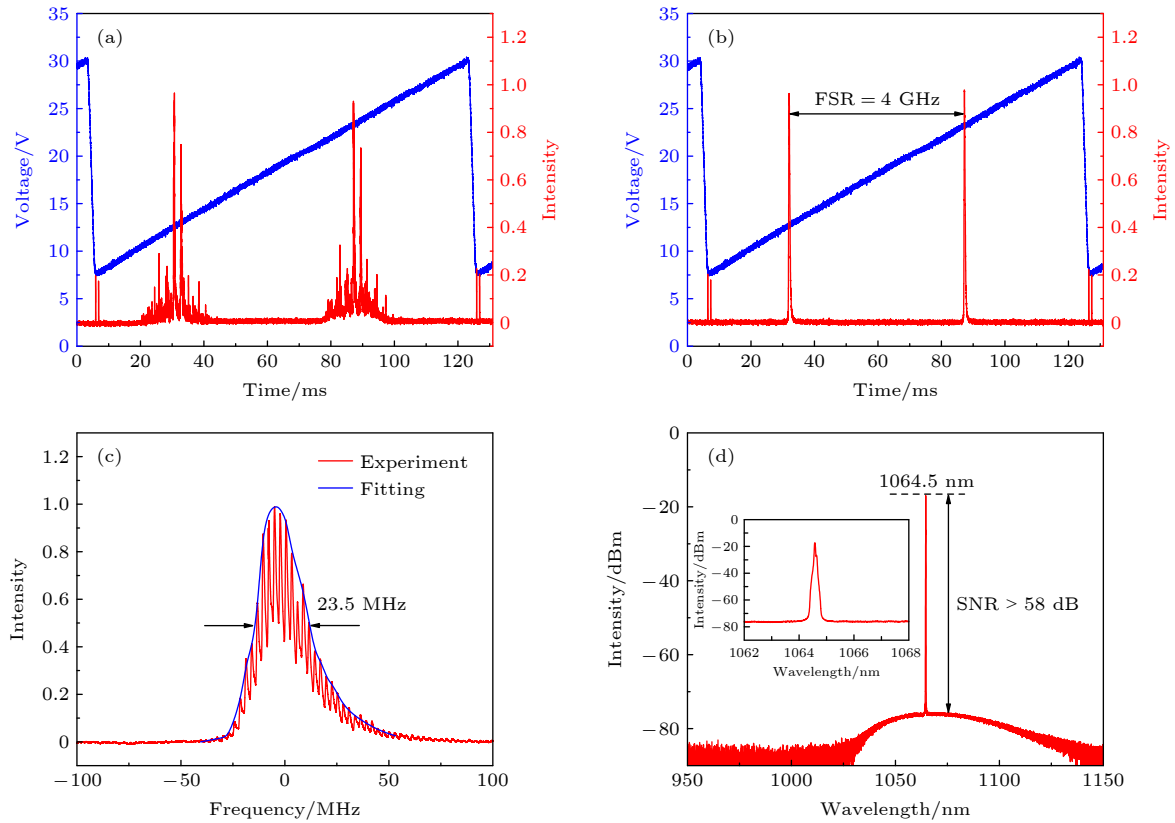 (a)
35
30
25
20
15
10
5
0
Voltage/V
1.2
1.0
0.8
0.6
0.4
0.2
0
Intensity
0 20 40 60 80 100 120
Time/ms
(b)
FSR = 4 GHz
35
30
25
20
15
10
5
0
Voltage/V
1.2
1.0
0.8
0.6
0.4
0.2
0
Intensity
0 20 40 60 80 100 120
Time/ms
(c)
Experiment
Fitting
23.5 MHz
1.2
1.0
0.8
0.6
0.4
0.2
0
Intensity
−100 −50 0 50 100
Frequency/MHz
(d)
1064.5 nm
SNR > 58 dB
0
−20
−40
−60
−80
Intensity/dBm
0
−20
−40
−60
−80
Intensity/dBm
1062 1064 1066 1068
Wavelength/nm
950 1000 1050 1100 1150
Wavelength/nm